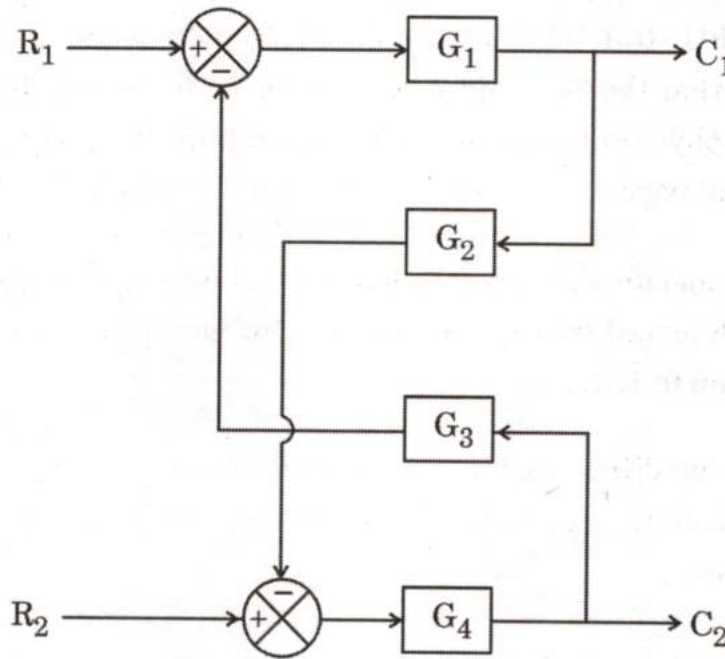 R₁ + − G₁ C₁
G₂
G₃
−
R₂ + G₄ C₂